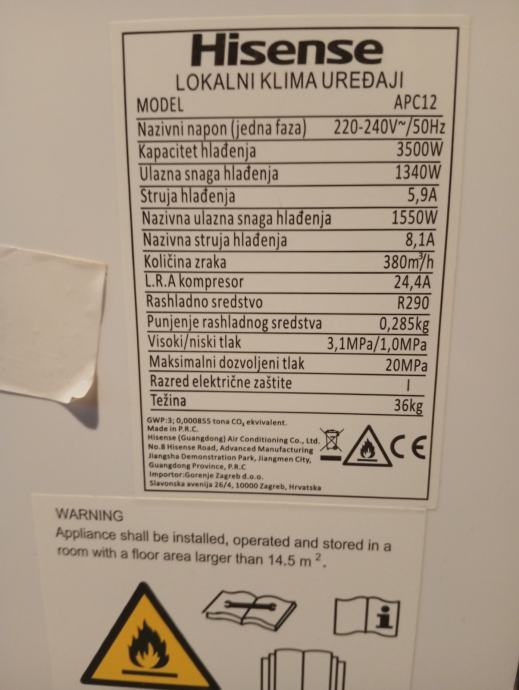 Hisense
LOKALNI KLIMA UREĐAJI
MODEL APC12
Nazivni napon (jedna faza) 220-240V~/50Hz
Kapacitet hlađenja 3500W
Ulazna snaga hlađenja 1340W
Struja hlađenja 5,9A
Nazivna ulazna snaga hlađenja 1550W
Nazivna struja hlađenja 8,1A
Količina zraka 380m³/h
L.R.A kompresor 24,4A
Rashladno sredstvo R290
Punjenje rashladnog sredstva 0,285kg
Visoki/niski tlak 3,1MPa/1,0MPa
Maksimalni dozvoljeni tlak 20MPa
Razred električne zaštite I
Težina 36kg
GWP:3; 0,000855 tona CO₂ ekvivalent.
Made in P.R.C.
Hisense (Guangdong) Air Conditioning Co., Ltd.
No.8 Hisense Road, Advanced Manufacturing
Jiangsha Demonstration Park, Jiangmen City,
Guangdong Province, P.R.C
Importor:Gorenje Zagreb d.o.o.
Slavonska avenija 26/4, 10000 Zagreb, Hrvatska
CE
WARNING
Appliance shall be installed, operated and stored in a
room with a floor area larger than 14.5 m².